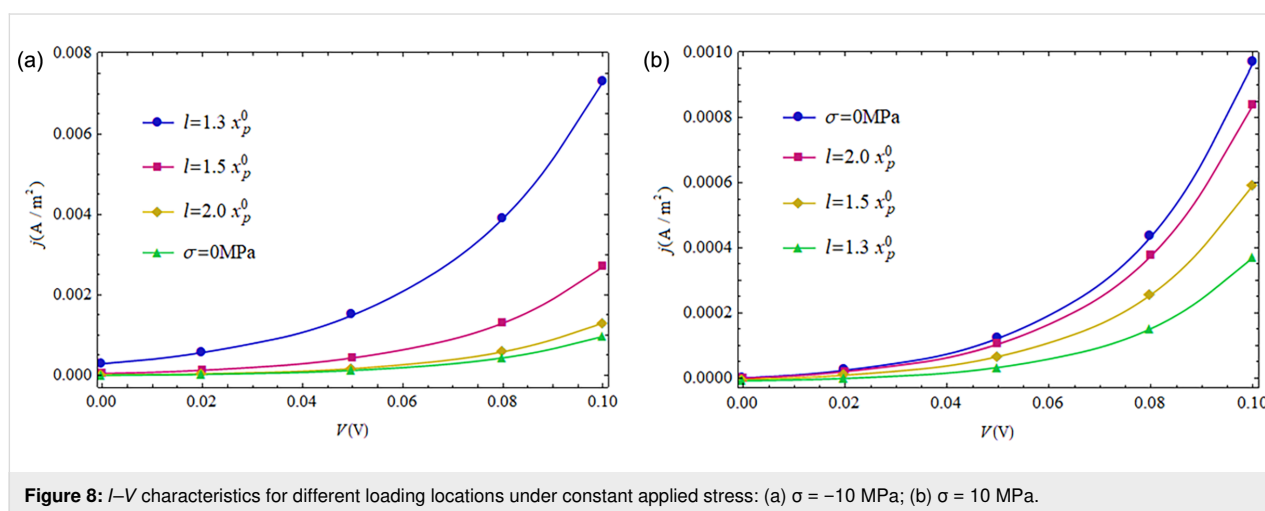 (a)
0.008
0.006
0.004
0.002
0.000
j(A / m²)
l=1.3 x_p^0
l=1.5 x_p^0
l=2.0 x_p^0
σ=0MPa
0.00 0.02 0.04 0.06 0.08 0.10
V(V)
(b)
0.0010
0.0008
0.0006
0.0004
0.0002
0.0000
j(A / m²)
σ=0MPa
l=2.0 x_p^0
l=1.5 x_p^0
l=1.3 x_p^0
0.00 0.02 0.04 0.06 0.08 0.10
V(V)
Figure 8: I–V characteristics for different loading locations under constant applied stress: (a) σ = −10 MPa; (b) σ = 10 MPa.